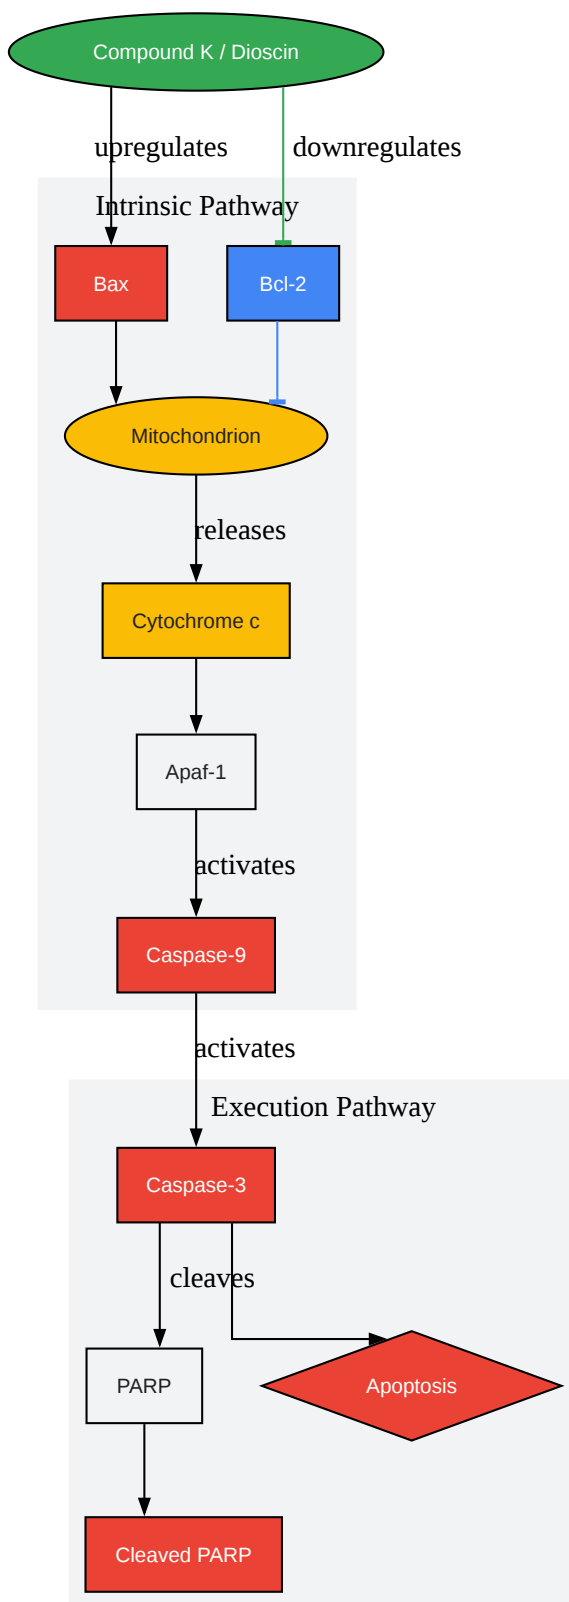 Compound K / Dioscin
upregulates
downregulates
Intrinsic Pathway
Bax
Bcl-2
Mitochondrion
releases
Cytochrome c
Apaf-1
activates
Caspase-9
activates
Execution Pathway
Caspase-3
cleaves
PARP
Apoptosis
Cleaved PARP